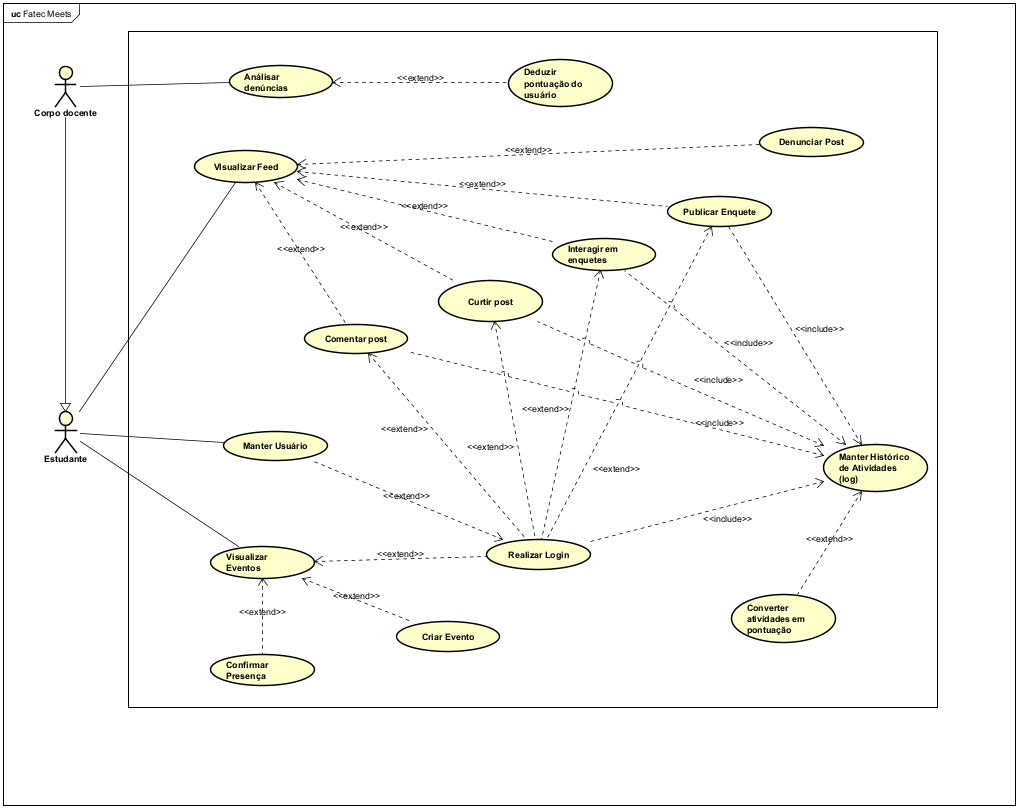 uc Fatec Meets
Corpo docente
Análisar
denúncias
<<extend>>
Deduzir
pontuação do
usuário
Denunciar Post
<<extend>>
VIsualizar Feed
<<extend>>
Publicar Enquete
<<extend>>
<<extend>>
<<extend>>
Interagir em
enquetes
Curtir post
Comentar post
<<include>>
<<include>>
<<include>>
<<include>>
<<extend>>
<<extend>>
<<extend>>
<<extend>>
Estudante
Manter Usuário
Manter Histórico
de Atividades
(log)
<<extend>>
<<include>>
<<extend>>
Visualizar
Eventos
<<extend>>
Realizar Login
<<extend>>
<<extend>>
Converter
atividades em
pontuação
Criar Evento
Confirmar
Presença